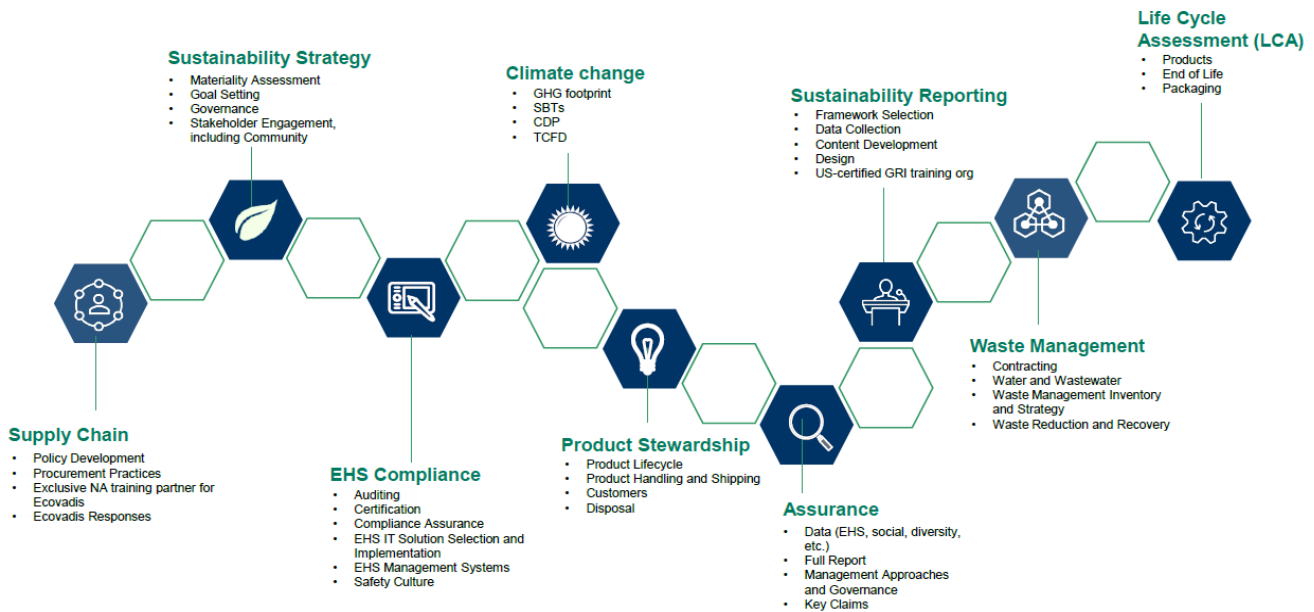 Sustainability Strategy
• Materiality Assessment
• Goal Setting
• Governance
• Stakeholder Engagement,
including Community
Climate change
• GHG footprint
• SBTs
• CDP
• TCFD
Sustainability Reporting
• Framework Selection
• Data Collection
• Content Development
• Design
• US-certified GRI training org
Life Cycle
Assessment (LCA)
• Products
• End of Life
• Packaging
Supply Chain
• Policy Development
• Procurement Practices
• Exclusive NA training partner for
Ecovadis
• Ecovadis Responses
EHS Compliance
• Auditing
• Certification
• Compliance Assurance
• EHS IT Solution Selection and
Implementation
• EHS Management Systems
• Safety Culture
Product Stewardship
• Product Lifecycle
• Product Handling and Shipping
• Customers
• Disposal
Assurance
• Data (EHS, social, diversity,
etc.)
• Full Report
• Management Approaches
and Governance
• Key Claims
Waste Management
• Contracting
• Water and Wastewater
• Waste Management Inventory
and Strategy
• Waste Reduction and Recovery